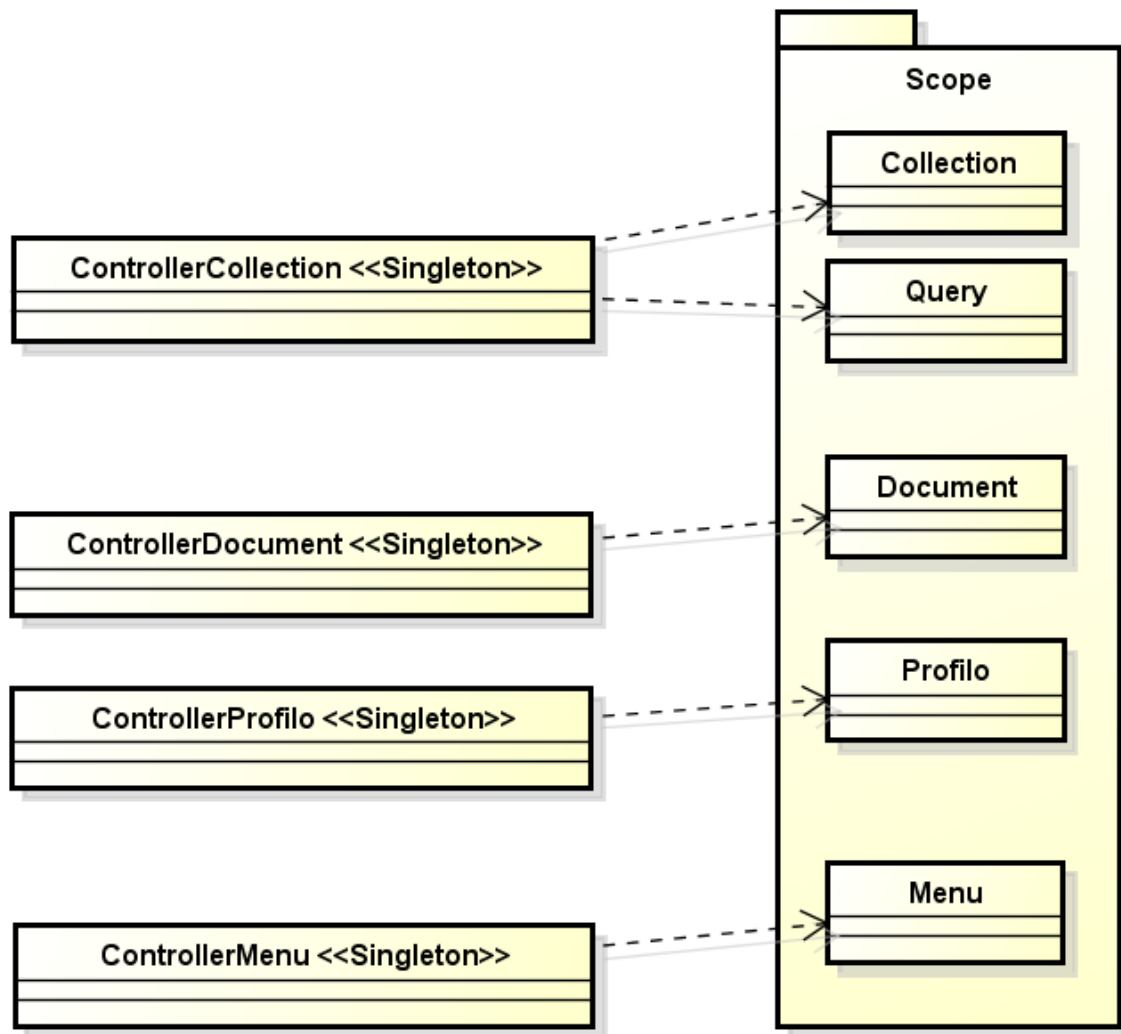 Scope
Collection
ControllerCollection <<Singleton>>
Query
Document
ControllerDocument <<Singleton>>
Profilo
ControllerProfilo <<Singleton>>
Menu
ControllerMenu <<Singleton>>